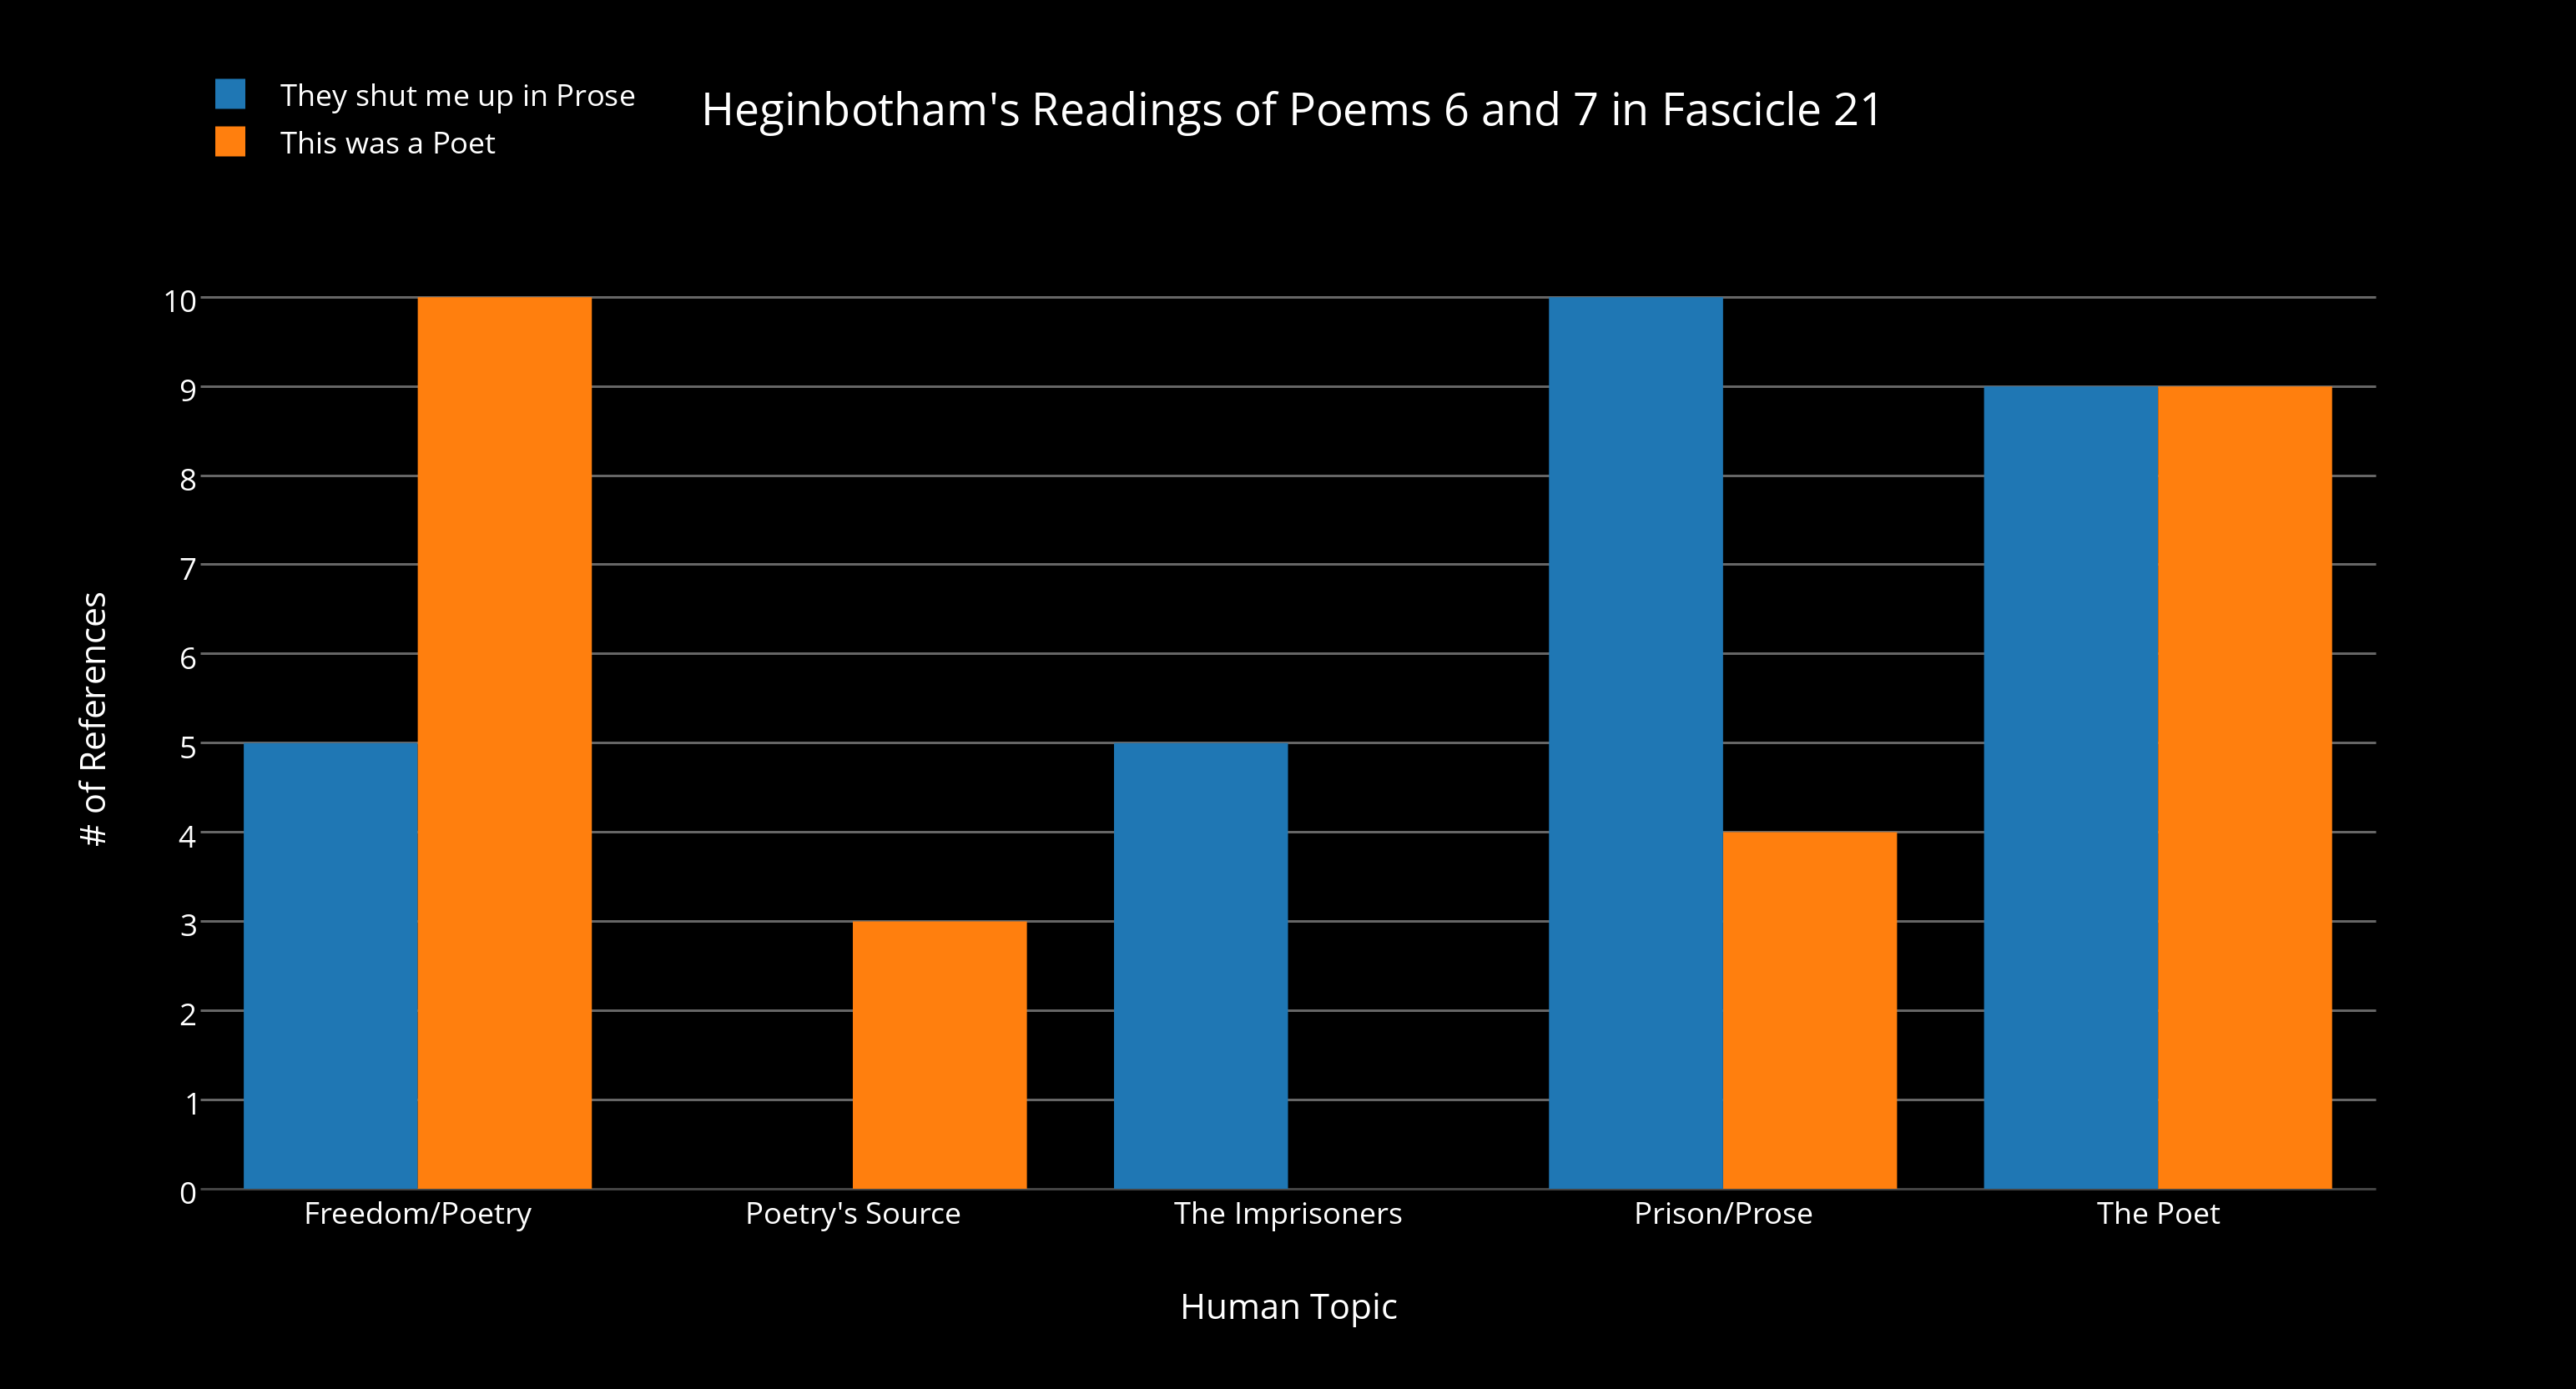 They shut me up in Prose
This was a Poet
Heginbotham's Readings of Poems 6 and 7 in Fascicle 21
10
9
8
7
6
5
4
3
2
1
0
# of References
Freedom/Poetry
Poetry's Source
The Imprisoners
Prison/Prose
The Poet
Human Topic